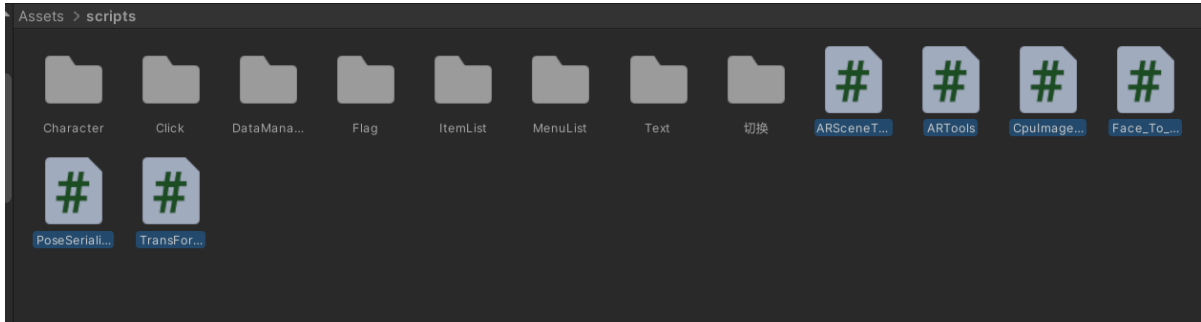 Assets > scripts
Character Click DataMana... Flag ItemList MenuList Text 切换 ARSceneT... ARTools CpuImage... Face_To_...
PoseSeriali... TransFor...